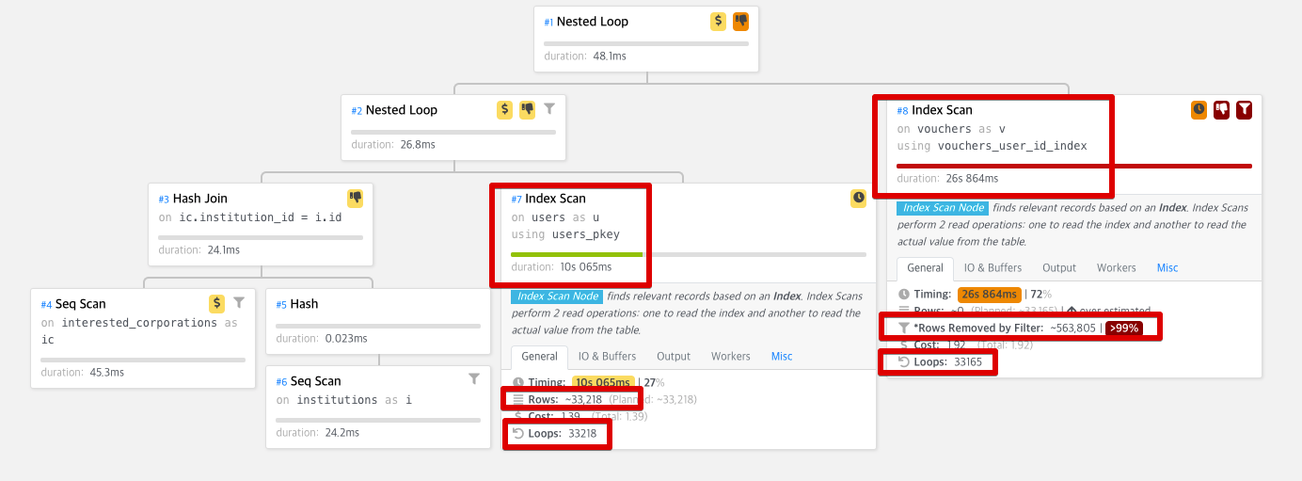 #1 Nested Loop $
duration: 48.1ms
#2 Nested Loop $
duration: 26.8ms
#8 Index Scan
on vouchers as v
using vouchers_user_id_index
duration: 26s 864ms
Index Scan Node finds relevant records based on an Index. Index Scans
perform 2 read operations: one to read the index and another to read the
actual value from the table.
General IO & Buffers Output Workers Misc
Timing: 26s 864ms | 72%
Rows: ~0 (Planned: ~33,165) | over estimated
*Rows Removed by Filter: ~563,805 | >99%
$ Cost: 1.92 (Total: 1.92)
Loops: 33165
#3 Hash Join
on ic.institution_id = i.id
duration: 24.1ms
#7 Index Scan
on users as u
using users_pkey
duration: 10s 065ms
Index Scan Node finds relevant records based on an Index. Index Scans
perform 2 read operations: one to read the index and another to read the
actual value from the table.
General IO & Buffers Output Workers Misc
Timing: 10s 065ms | 27%
Rows: ~33,218 (Planned: ~33,218)
$ Cost: 1.39 (Total: 1.39)
Loops: 33218
#4 Seq Scan $
on interested_corporations as
ic
duration: 45.3ms
#5 Hash
duration: 0.023ms
#6 Seq Scan
on institutions as i
duration: 24.2ms